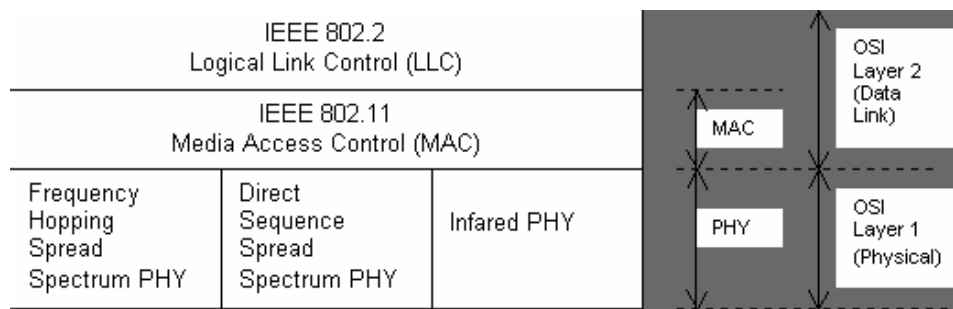 IEEE 802.2
Logical Link Control (LLC)
IEEE 802.11
Media Access Control (MAC)
Frequency
Hopping
Spread
Spectrum PHY
Direct
Sequence
Spread
Spectrum PHY
Infared PHY
MAC
PHY
OSI
Layer 2
(Data
Link)
OSI
Layer 1
(Physical)